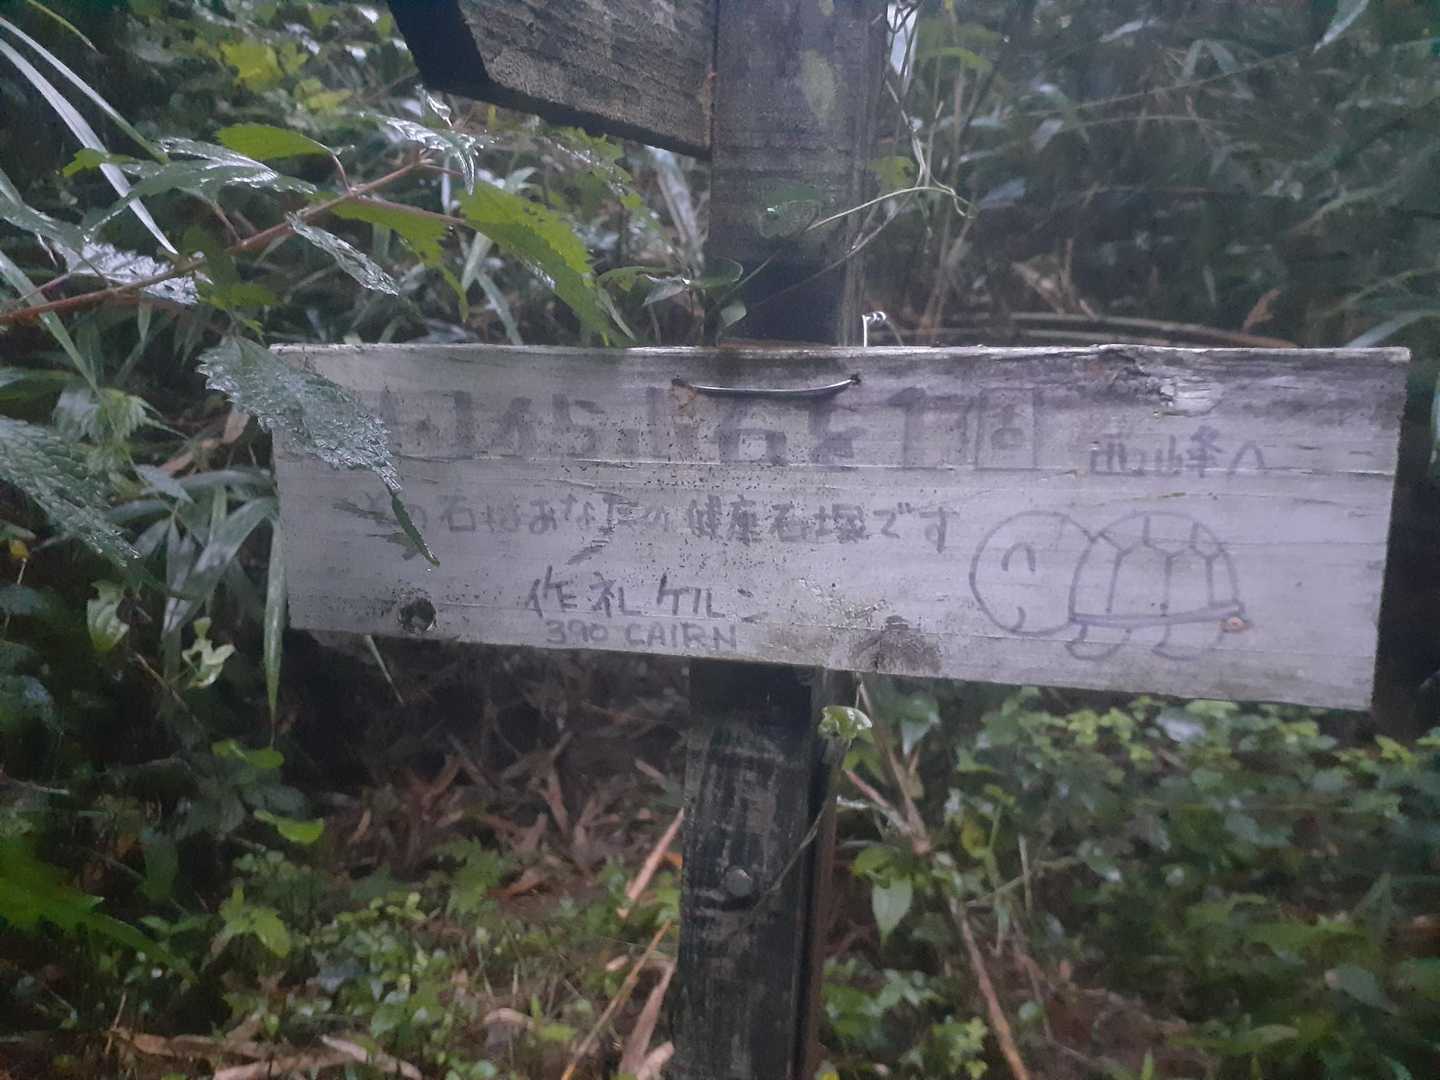 から小石を1個 西峰へ
その石はあなたの健康石塚です
作 礼 ケルン
390 CAIRN